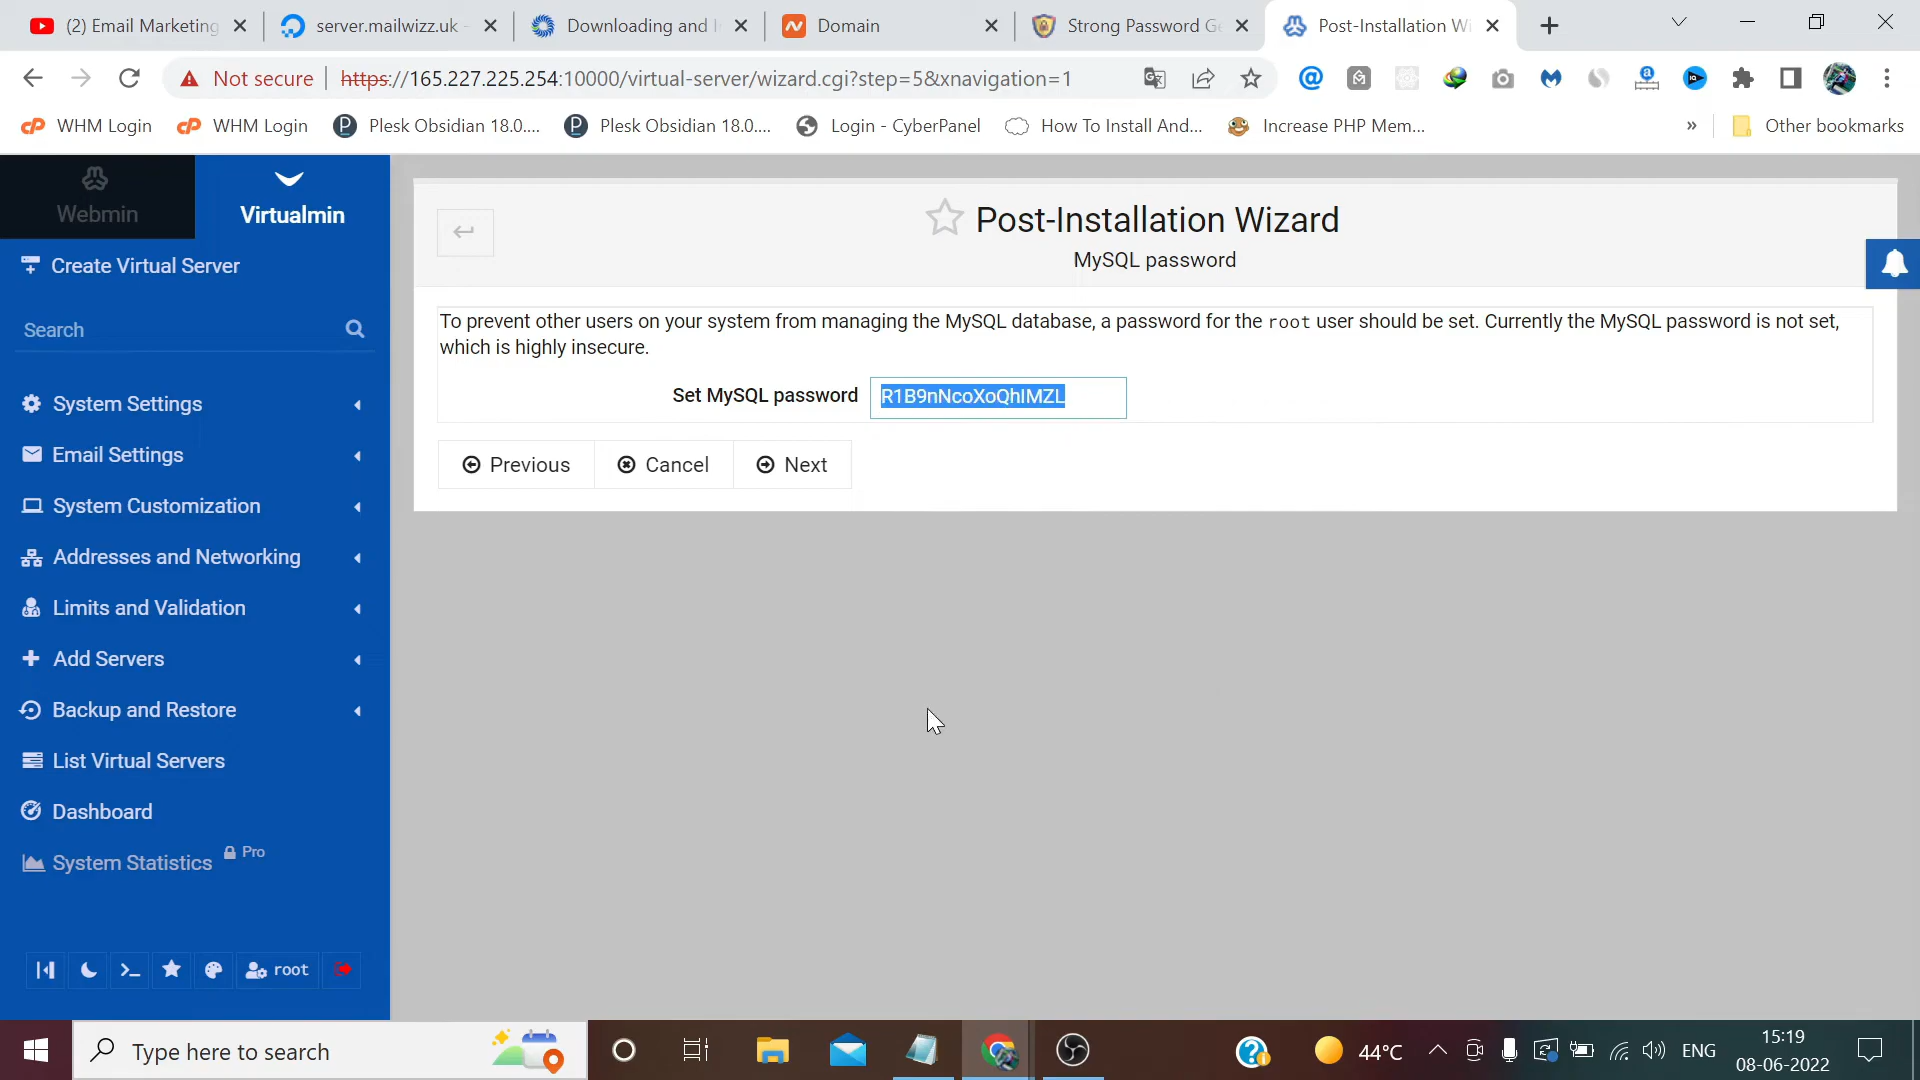 (2) Email Marketing
server.mailwizz.uk -
Downloading and I
Domain
Strong Password Ge
Post-Installation Wi
Not secure
https://165.227.225.254:10000/virtual-server/wizard.cgi?step=5&xnavigation=1
WHM Login
WHM Login
Plesk Obsidian 18.0....
Plesk Obsidian 18.0....
Login - CyberPanel
How To Install And...
Increase PHP Mem...
»
Other bookmarks
Webmin
Virtualmin
Create Virtual Server
Search
System Settings
Email Settings
System Customization
Addresses and Networking
Limits and Validation
Add Servers
Backup and Restore
List Virtual Servers
Dashboard
System Statistics
Pro
root
Post-Installation Wizard
MySQL password
To prevent other users on your system from managing the MySQL database, a password for the root user should be set. Currently the MySQL password is not set,
which is highly insecure.
Set MySQL password
R1B9nNcoXoQhIMZL
Previous
Cancel
Next
Type here to search
44°C
ENG
15:19
08-06-2022